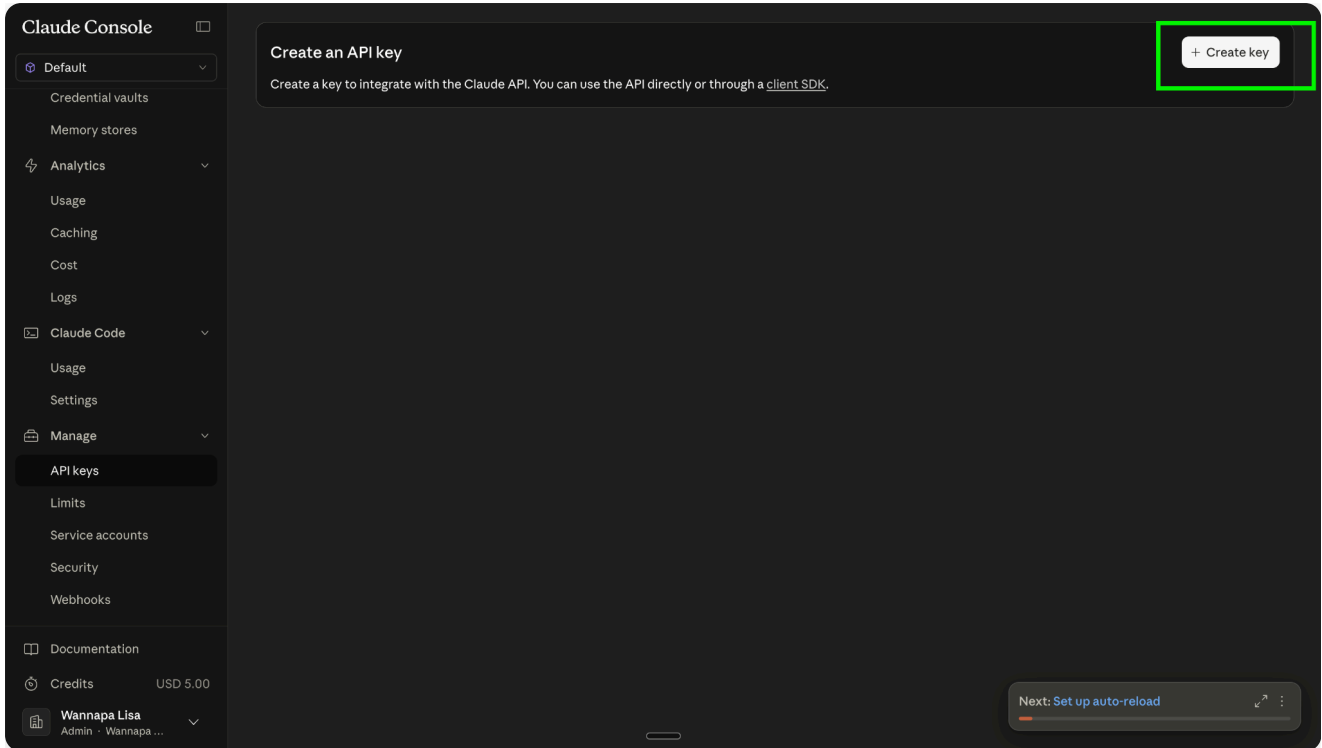 Claude Console
Default
Credential vaults
Memory stores
Analytics
Usage
Caching
Cost
Logs
Claude Code
Usage
Settings
Manage
API keys
Limits
Service accounts
Security
Webhooks
Documentation
Credits USD 5.00
Wannapa Lisa
Admin · Wannapa ...
Create an API key
+ Create key
Create a key to integrate with the Claude API. You can use the API directly or through a client SDK.
Next: Set up auto-reload